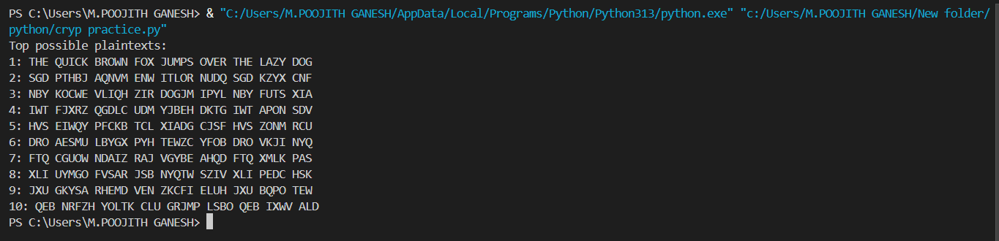 PS C:\Users\M.POOJITH GANESH> & "C:/Users/M.POOJITH GANESH/AppData/Local/Programs/Python/Python313/python.exe" "c:/Users/M.POOJITH GANESH/New folder/
python/cryp practice.py"
Top possible plaintexts:
1: THE QUICK BROWN FOX JUMPS OVER THE LAZY DOG
2: SGD PTHBJ AQNVM ENW ITLOR NUDQ SGD KZYX CNF
3: NBY KOCWE VLIQH ZIR DOGJM IPYL NBY FUTS XIA
4: IWT FJXRZ QGDLC UDM YJBEH DKTG IWT APON SDV
5: HVS EIWQY PFCKB TCL XIADG CJSF HVS ZONM RCU
6: DRO AESMU LBYGX PYH TEWZC YFOB DRO VKJI NYQ
7: FTQ CGUOW NDAIZ RAJ VGYBE AHQD FTQ XMLK PAS
8: XLI UYMGO FVSAR JSB NYQTW SZIV XLI PEDC HSK
9: JXU GKYSA RHEMD VEN ZKCFI ELUH JXU BQPO TEW
10: QEB NRFZH YOLTK CLU GRJMP LSBO QEB IXWV ALD
PS C:\Users\M.POOJITH GANESH>